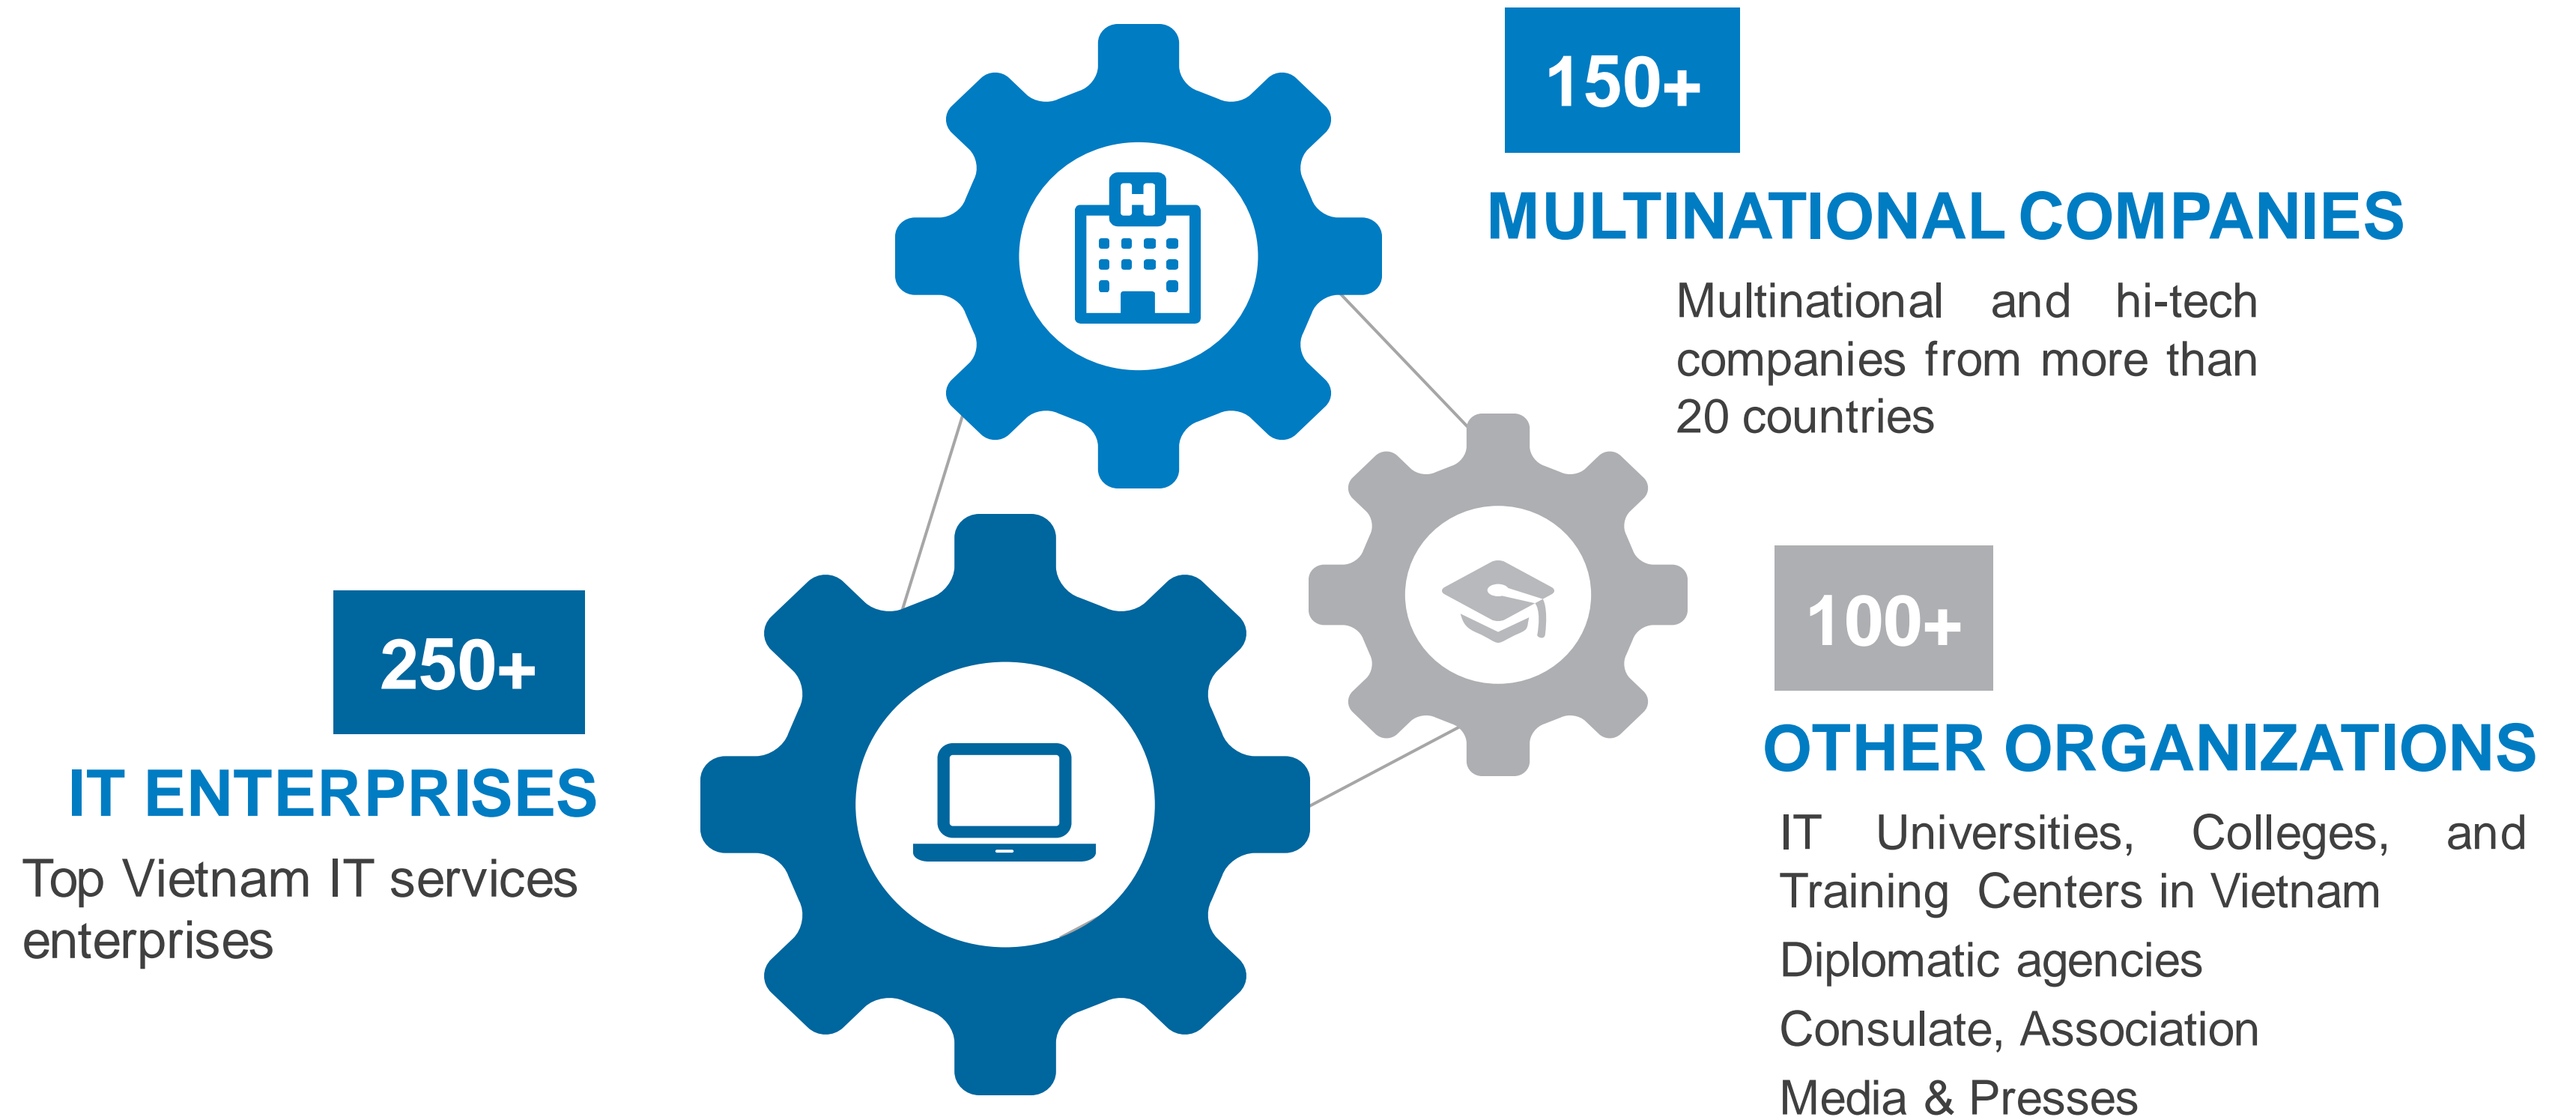 150+
MULTINATIONAL COMPANIES
Multinational and hi-tech
companies from more than
20 countries
250+
IT ENTERPRISES
Top Vietnam IT services
enterprises
100+
OTHER ORGANIZATIONS
IT Universities, Colleges, and
Training Centers in Vietnam
Diplomatic agencies
Consulate, Association
Media & Presses
H